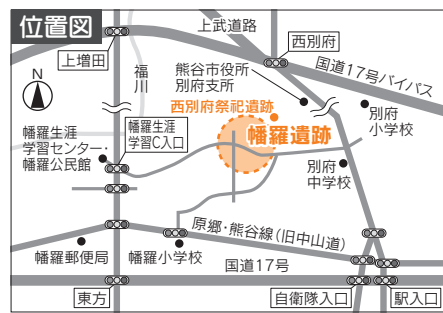 位置図
上武道路
西別府
上増田
国道17号バイパス
N
福川
熊谷市役所
別府支所
西別府祭祀遺跡
別府
小学校
幡羅生涯
学習センター・
幡羅公民館
幡羅生涯
学習C入口
幡羅遺跡
別府
中学校
原郷・熊谷線(旧中山道)
幡羅郵便局
幡羅小学校
国道17号
東方
自衛隊入口
駅入口